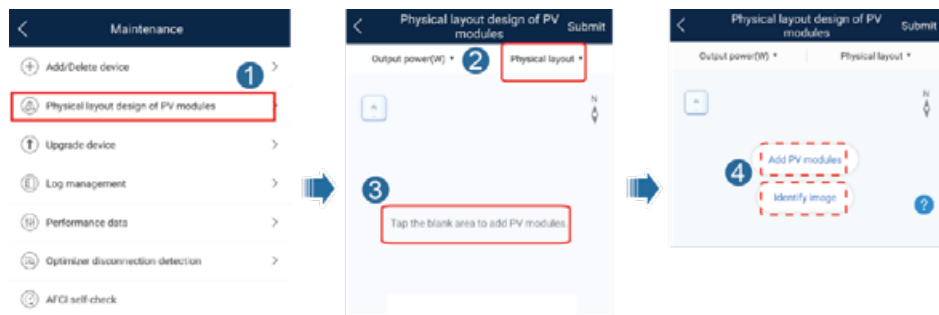 Maintenance
Add/Delete device
1
Physical layout design of PV modules
Upgrade device
Log management
Performance data
Optimizer disconnection detection
AFCI self-check
Physical layout design of PV
modules
Submit
Output power(W)
2
Physical layout
N
3
Tap the blank area to add PV modules.
Physical layout design of PV
modules
Submit
Output power(W)
Physical layout
N
Add PV modules
4
Identify image
?